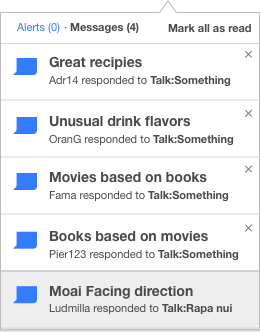 Alerts (0) · Messages (4) Mark all as read
Great recipies
Adr14 responded to Talk:Something
Unusual drink flavors
OranG responded to Talk:Something
Movies based on books
Fama responded to Talk:Something
Books based on movies
Pier123 responded to Talk:Something
Moai Facing direction
Ludmilla responded to Talk:Rapa nui